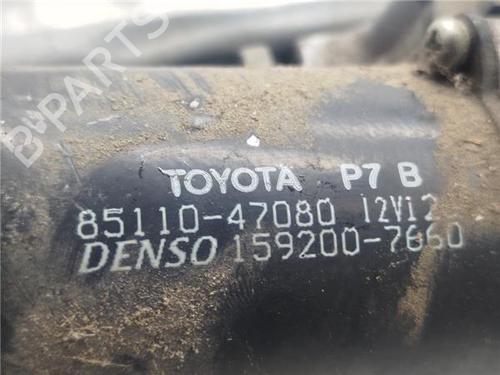 B-PARTS
TOYOTA P7 B
85110-47080 12V12
DENSO 159200-7660